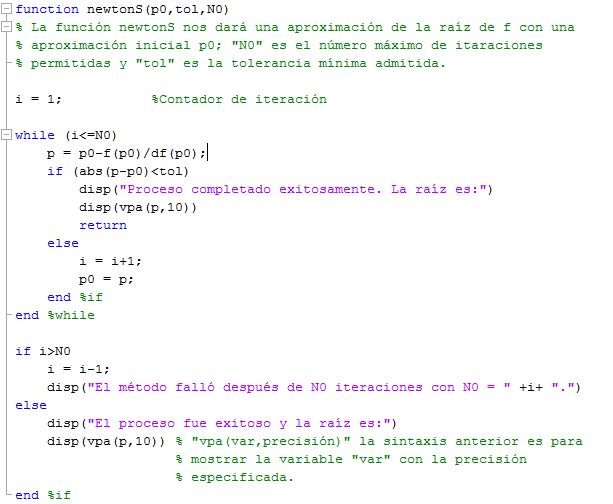 function newtonS(p0,tol,N0)
% La función newtonS nos dará una aproximación de la raíz de f con una
% aproximación inicial p0; "N0" es el número máximo de itaraciones
% permitidas y "tol" es la tolerancia mínima admitida.
i = 1;            %Contador de iteración
while (i<=N0)
    p = p0-f(p0)/df(p0);
    if (abs(p-p0)<tol)
        disp("Proceso completado exitosamente. La raíz es:")
        disp(vpa(p,10))
        return
    else
        i = i+1;
        p0 = p;
    end %if
end %while
if i>N0
    i = i-1;
    disp("El método falló después de N0 iteraciones con N0 = " +i+ ".")
else
    disp("El proceso fue exitoso y la raíz es:")
    disp(vpa(p,10)) % "vpa(var,precisión)" la sintaxis anterior es para
                    % mostrar la variable "var" con la precisión
                    % especificada.
end %if